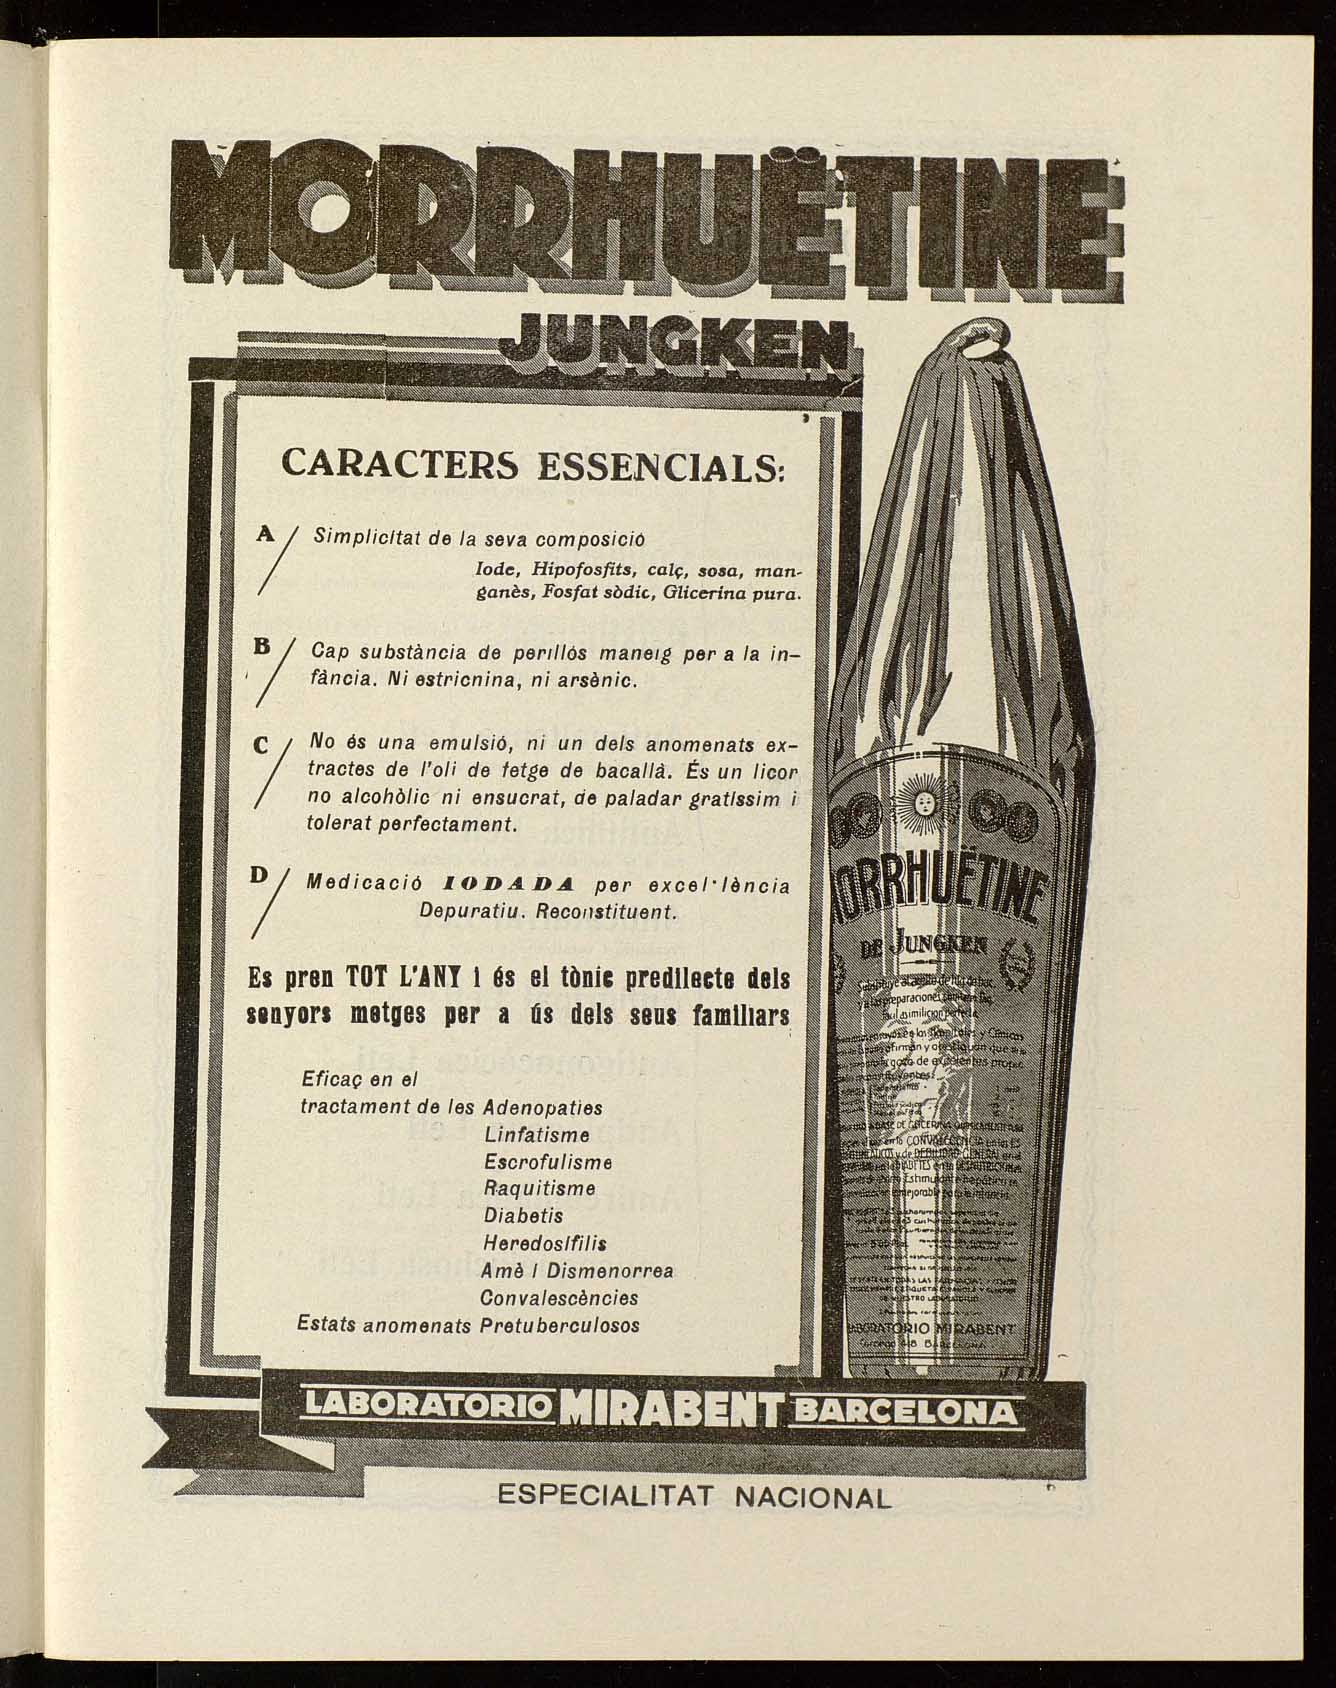 MORRHUËTINE
JUNGKEN
CARACTERS ESSENCIALS:
A / Simplicitat de la seva composició
Iode, Hipofosfits, calç, sosa, man-
ganès, Fosfat sòdic, Glicerina pura.
B / Cap substància de perillós maneig per a la in-
fància. Ni estricnina, ni arsènic.
C / No és una emulsió, ni un dels anomenats ex-
tractes de l'oli de fetge de bacallà. És un licor
no alcohòlic ni ensucrat, de paladar gratíssim i
tolerat perfectament.
D / Medicació IODADA per excel·lència
Depuratiu. Reconstituent.
Es pren TOT L'ANY i és el tònic predilecte dels
senyors metges per a ús dels seus familiars
Eficaç en el
tractament de les Adenopaties
Linfatisme
Escrofulisme
Raquitisme
Diabetis
Heredosífilis
Amè i Dismenorrea
Convalescències
Estats anomenats Pretuberculosos
MORRHUËTINE
DE JUNGKEN
LABORATORIO MIRABENT
BARCELONA
LABORATORIO MIRABENT BARCELONA
ESPECIALITAT NACIONAL